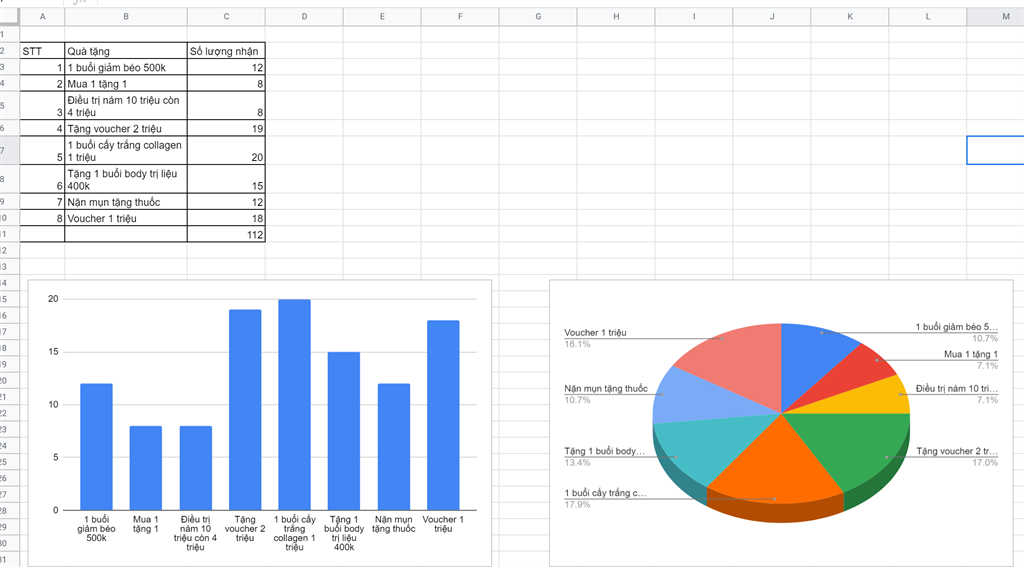 A B C D E F G H I J K L M
1
2 STT Quà tặng Số lượng nhận
3 1 1 buổi giảm béo 500k 12
4 2 Mua 1 tặng 1 8
5 3 Điều trị nám 10 triệu còn
4 triệu 8
6 4 Tặng voucher 2 triệu 19
7 5 1 buổi cấy trắng collagen
1 triệu 20
8 6 Tặng 1 buổi body trị liệu
400k 15
9 7 Nặn mụn tặng thuốc 12
10 8 Voucher 1 triệu 18
11 112
12
13
14
15
16
17
18
19
20
21
22
23
24
25
26
27
28
29
30
31
20
15
10
5
0
1 buổi
giảm béo
500k
Mua 1
tặng 1
Điều trị
nám 10
triệu còn 4
triệu
Tặng
voucher 2
triệu
1 buổi cấy
trắng
collagen 1
triệu
Tặng 1
buổi body
trị liệu
400k
Nặn mụn
tặng thuốc
Voucher 1
triệu
Voucher 1 triệu
16.1%
Nặn mụn tặng thuốc
10.7%
Tặng 1 buổi body…
13.4%
1 buổi cấy trắng c…
17.9%
1 buổi giảm béo 5…
10.7%
Mua 1 tặng 1
7.1%
Điều trị nám 10 tri…
7.1%
Tặng voucher 2 tr…
17.0%